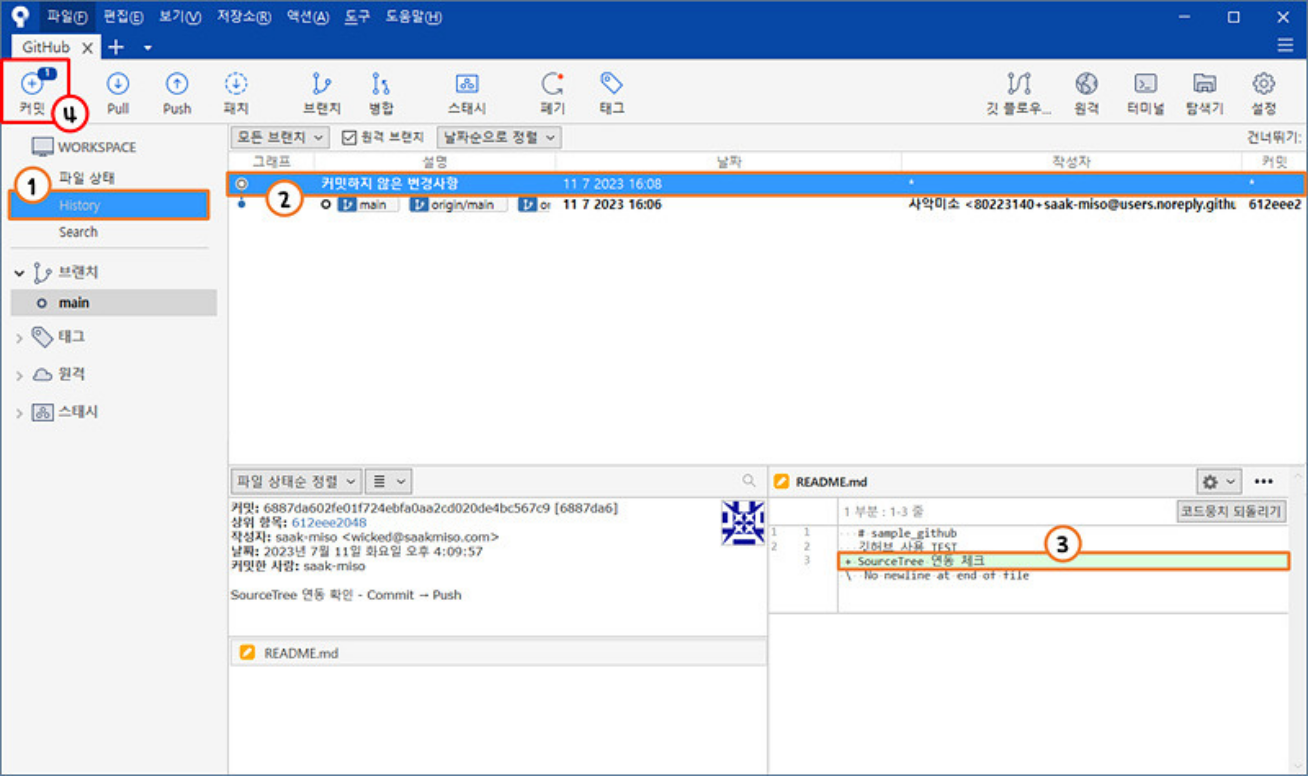 파일(F) 편집(E) 보기(V) 저장소(R) 액션(A) 도구 도움말(H)
GitHub
1
커밋 Pull Push 패치 브랜치 병합 스태시 폐기 태그 깃 플로우... 원격 터미널 탐색기 설정
4
WORKSPACE
파일 상태
1
History
Search
브랜치
main
태그
원격
스태시
모든 브랜치 원격 브랜치 날짜순으로 정렬 건너뛰기:
그래프 설명 날짜 작성자 커밋
커밋하지 않은 변경사항 11 7 2023 16:08 * *
2
main origin/main or 11 7 2023 16:06 사악미소 <80223140+saak-miso@users.noreply.githu 612eee2
파일 상태순 정렬
커밋: 6887da602fe01f724ebfa0aa2cd020de4bc567c9 [6887da6]
상위 항목: 612eee2048
작성자: saak-miso <wicked@saakmiso.com>
날짜: 2023년 7월 11일 화요일 오후 4:09:57
커밋한 사람: saak-miso
SourceTree 연동 확인 - Commit → Push
README.md
README.md
1 부분 : 1-3 줄 코드뭉치 되돌리기
1 1 # sample_github
2 2 깃허브 사용 TEST
3
3 + SourceTree 연동 체크
\ No newline at end of file